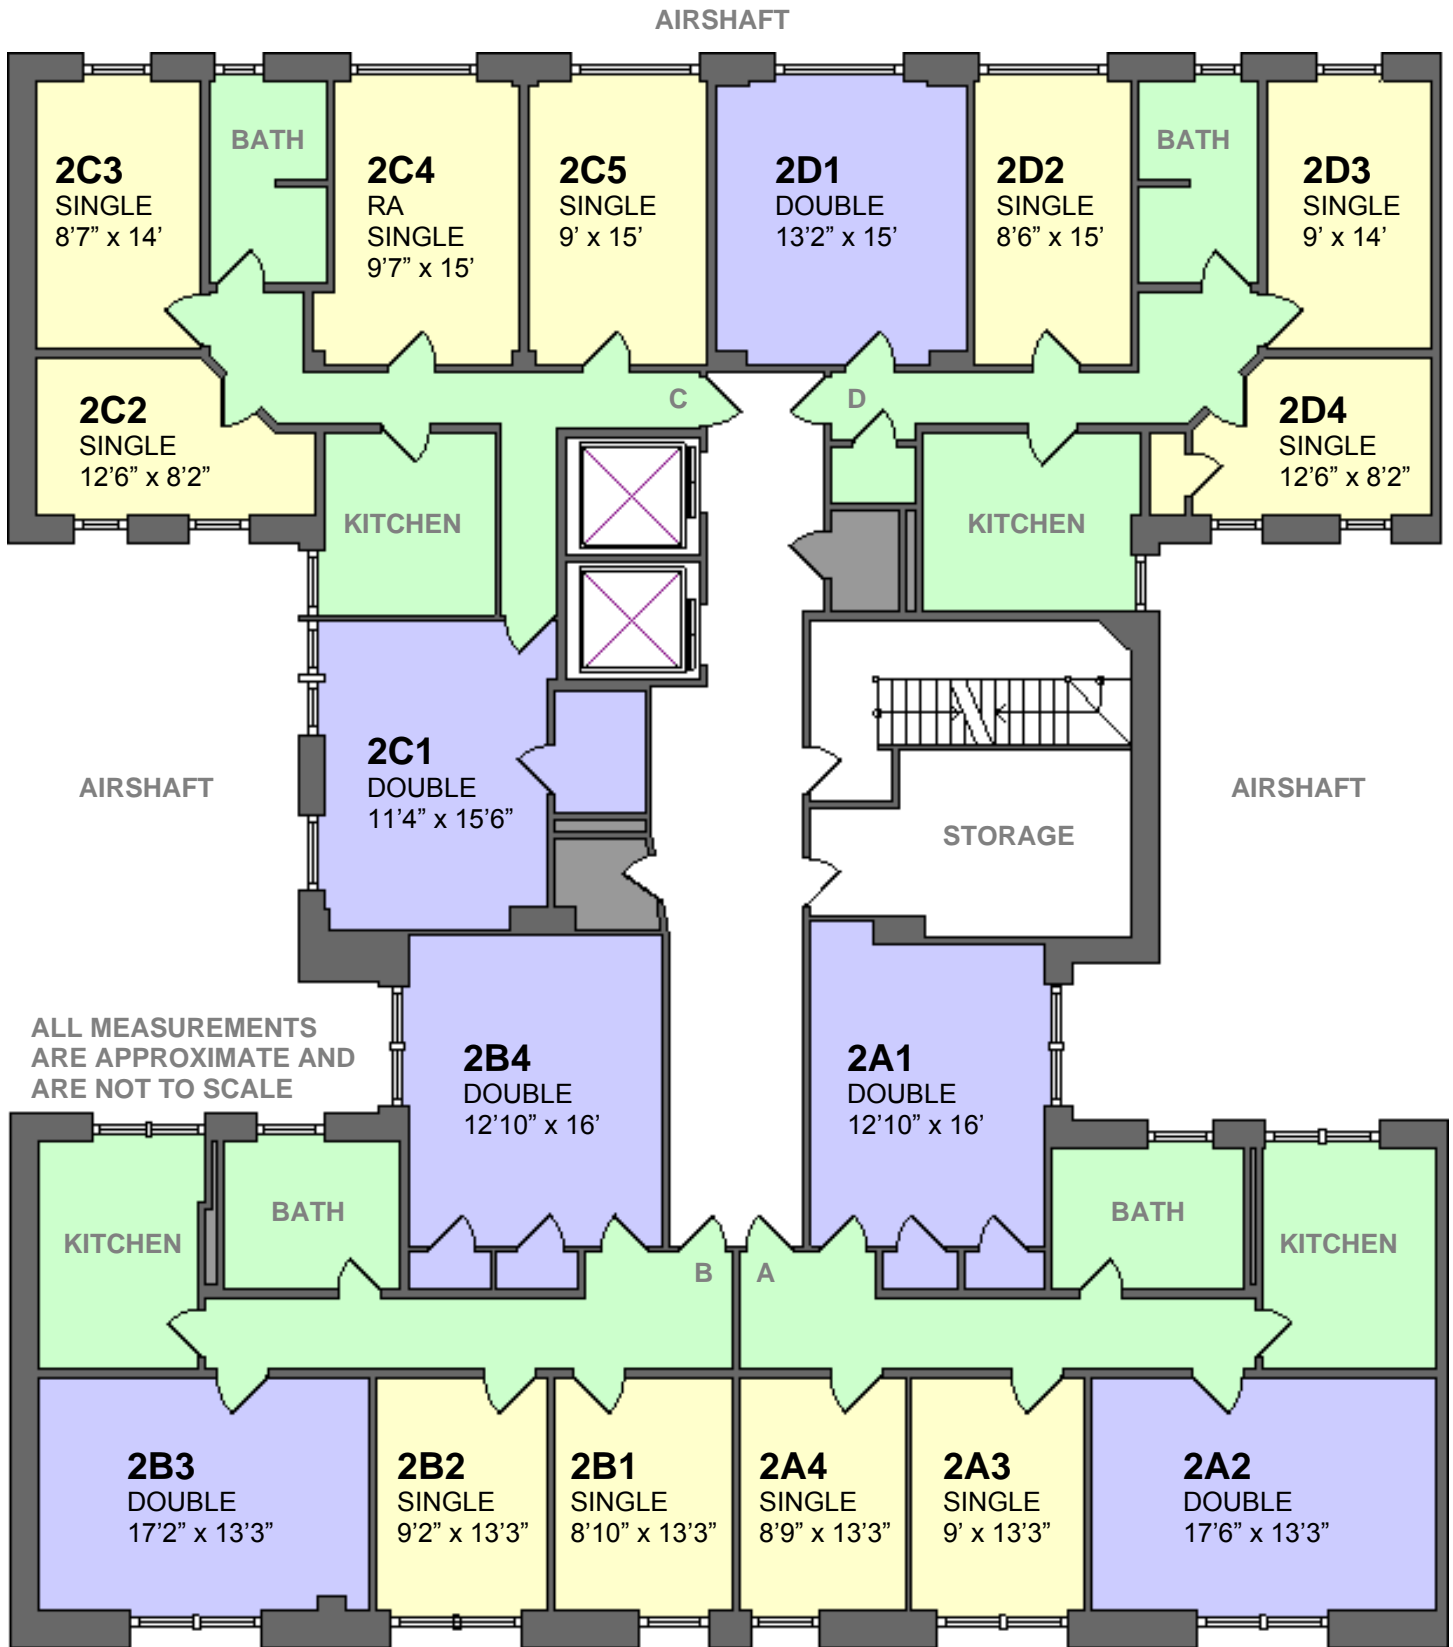 AIRSHAFT
2C3
SINGLE
8’7” x 14’
BATH
2C4
RA
SINGLE
9’7” x 15’
2C5
SINGLE
9’ x 15’
2D1
DOUBLE
13’2” x 15’
2D2
SINGLE
8’6” x 15’
BATH
2D3
SINGLE
9’ x 14’
2C2
SINGLE
12’6” x 8’2”
C
D
2D4
SINGLE
12’6” x 8’2”
KITCHEN
KITCHEN
AIRSHAFT
2C1
DOUBLE
11’4” x 15’6”
AIRSHAFT
STORAGE
ALL MEASUREMENTS
ARE APPROXIMATE AND
ARE NOT TO SCALE
2B4
DOUBLE
12’10” x 16’
2A1
DOUBLE
12’10” x 16’
KITCHEN
BATH
B
A
BATH
KITCHEN
2B3
DOUBLE
17’2” x 13’3”
2B2
SINGLE
9’2” x 13’3”
2B1
SINGLE
8’10” x 13’3”
2A4
SINGLE
8’9” x 13’3”
2A3
SINGLE
9’ x 13’3”
2A2
DOUBLE
17’6” x 13’3”